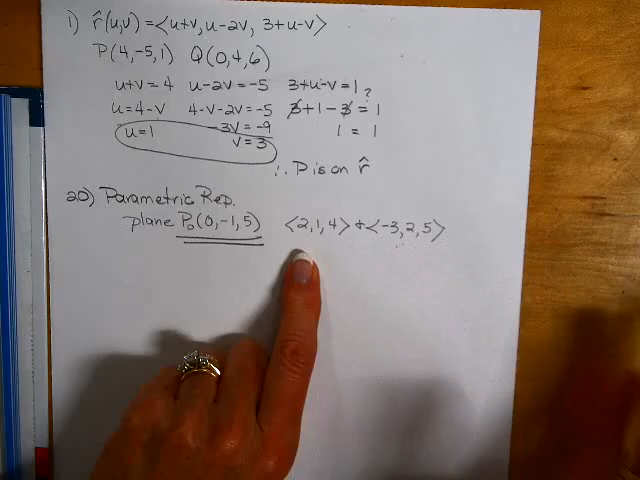 1) r̂(u,v) = <u+v, u-2v, 3+u-v>
P(4,-5,1) Q(0,4,6)
u+v=4 u-2v=-5 3+u-v=1?
u=4-v 4-v-2v=-5 3+1-3=1
u=1 -3v=-9 1=1
v=3
∴ P is on r̂
20) Parametric Rep.
plane P₀(0,-1,5) <2,1,4> & <-3,2,5>